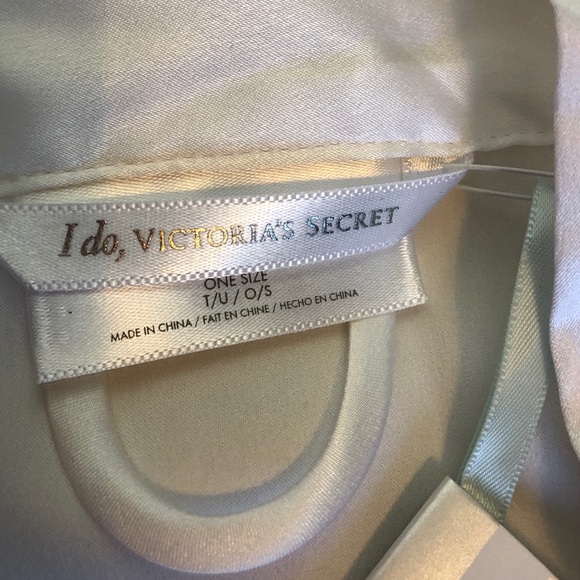 I do, VICTORIA'S SECRET
ONE SIZE
T/U / O/S
MADE IN CHINA / FAIT EN CHINE / HECHO EN CHINA